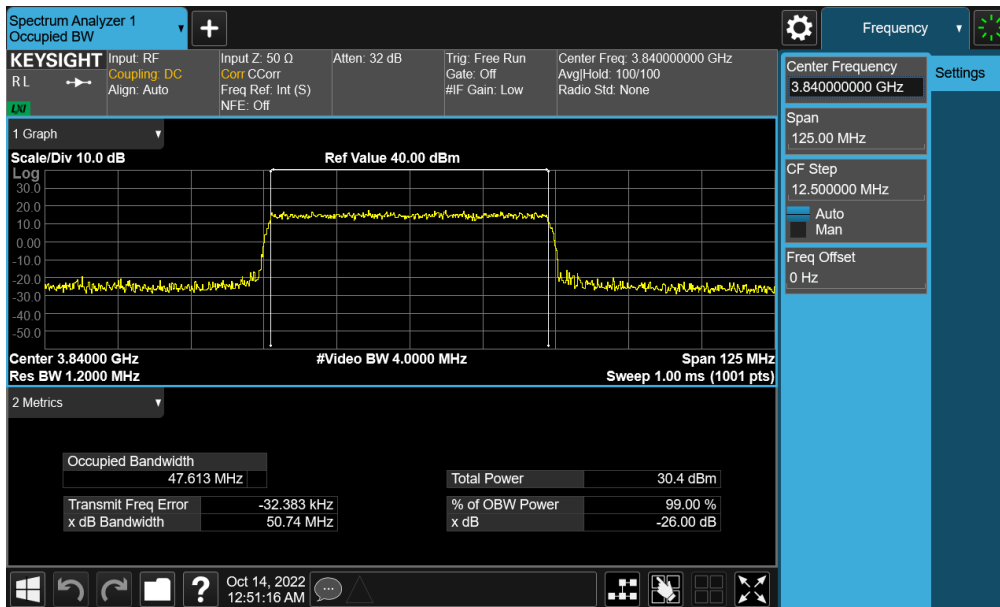 Spectrum Analyzer 1
Occupied BW
+
Frequency
KEYSIGHT
R L
LXI
Input: RF
Coupling: DC
Align: Auto
Input Z: 50 Ω
Corr CCorr
Freq Ref: Int (S)
NFE: Off
Atten: 32 dB
Trig: Free Run
Gate: Off
#IF Gain: Low
Center Freq: 3.840000000 GHz
Avg|Hold: 100/100
Radio Std: None
Center Frequency
3.840000000 GHz
Settings
Span
125.00 MHz
CF Step
12.500000 MHz
Auto
Man
Freq Offset
0 Hz
1 Graph
Scale/Div 10.0 dB
Ref Value 40.00 dBm
Log
30.0
20.0
10.0
0.00
-10.0
-20.0
-30.0
-40.0
-50.0
Center 3.84000 GHz
#Video BW 4.0000 MHz
Span 125 MHz
Res BW 1.2000 MHz
Sweep 1.00 ms (1001 pts)
2 Metrics
Occupied Bandwidth
47.613 MHz
Total Power 30.4 dBm
Transmit Freq Error -32.383 kHz
% of OBW Power 99.00 %
x dB Bandwidth 50.74 MHz
x dB -26.00 dB
?
Oct 14, 2022
12:51:16 AM